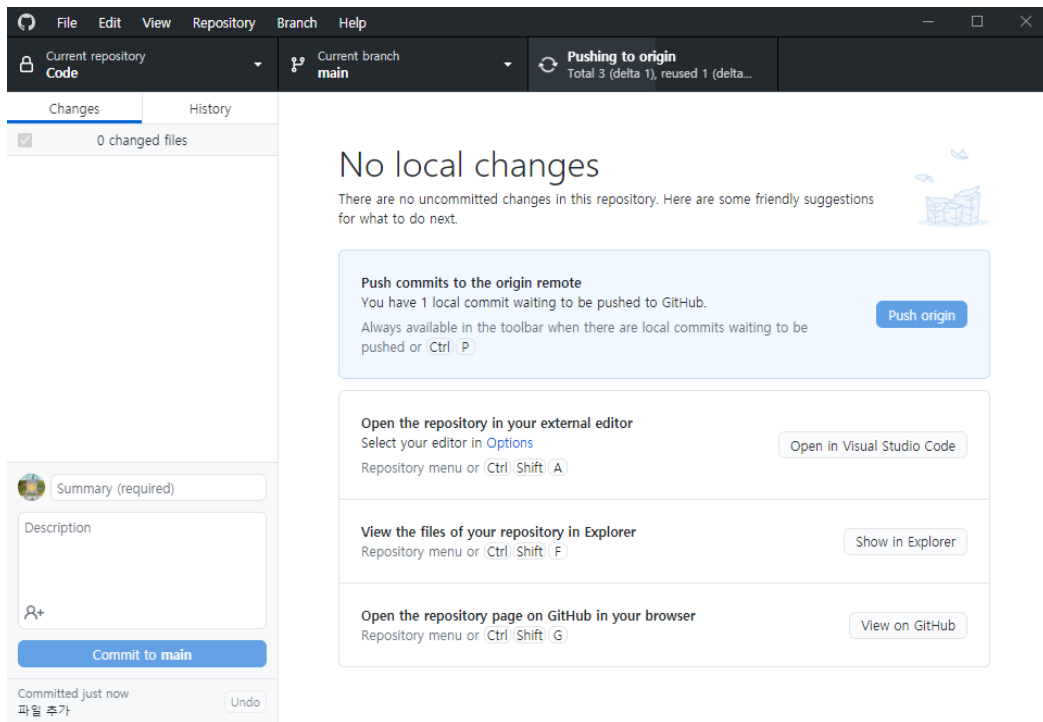 File Edit View Repository Branch Help
Current repository
Code
Current branch
main
Pushing to origin
Total 3 (delta 1), reused 1 (delta...
Changes History
0 changed files
No local changes
There are no uncommitted changes in this repository. Here are some friendly suggestions
for what to do next.
Push commits to the origin remote
You have 1 local commit waiting to be pushed to GitHub.
Always available in the toolbar when there are local commits waiting to be
pushed or Ctrl P
Push origin
Open the repository in your external editor
Select your editor in Options
Repository menu or Ctrl Shift A
Open in Visual Studio Code
View the files of your repository in Explorer
Repository menu or Ctrl Shift F
Show in Explorer
Open the repository page on GitHub in your browser
Repository menu or Ctrl Shift G
View on GitHub
Summary (required)
Description
Commit to main
Committed just now
파일 추가
Undo